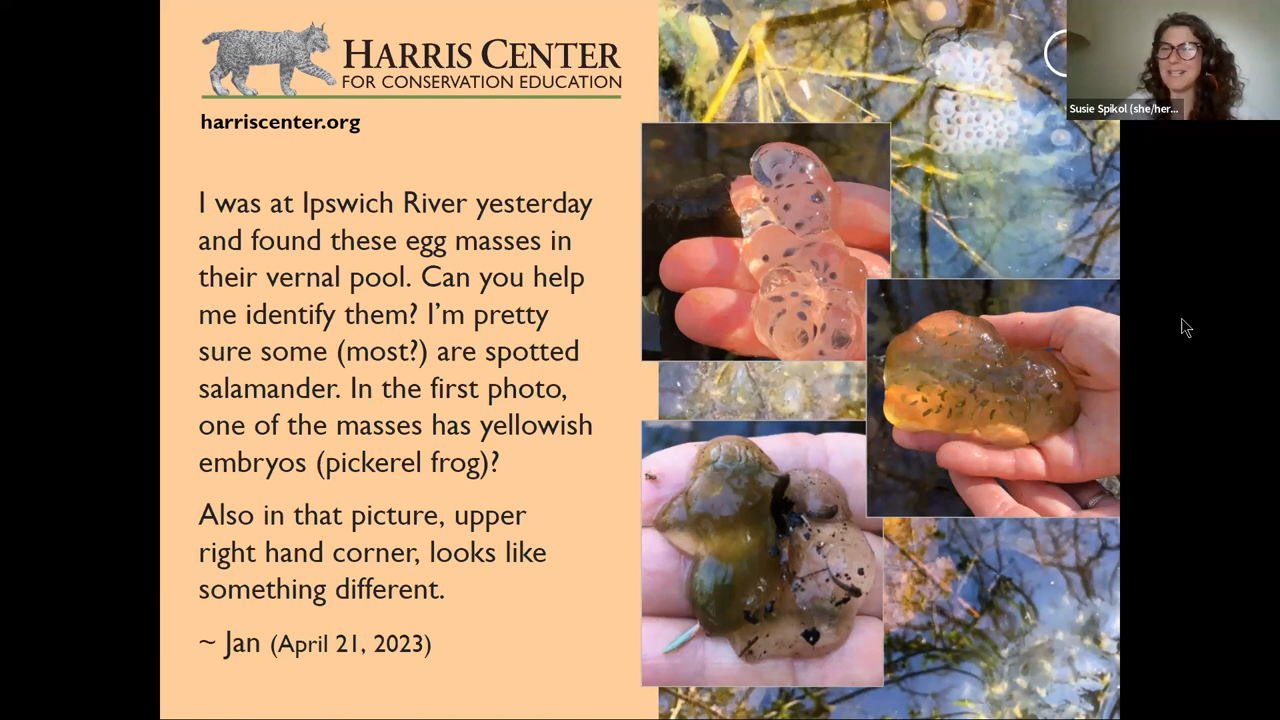 HARRIS CENTER
FOR CONSERVATION EDUCATION
harriscenter.org
I was at Ipswich River yesterday
and found these egg masses in
their vernal pool. Can you help
me identify them? I'm pretty
sure some (most?) are spotted
salamander. In the first photo,
one of the masses has yellowish
embryos (pickerel frog)?
Also in that picture, upper
right hand corner, looks like
something different.
~ Jan (April 21, 2023)
Susie Spikol (she/her...